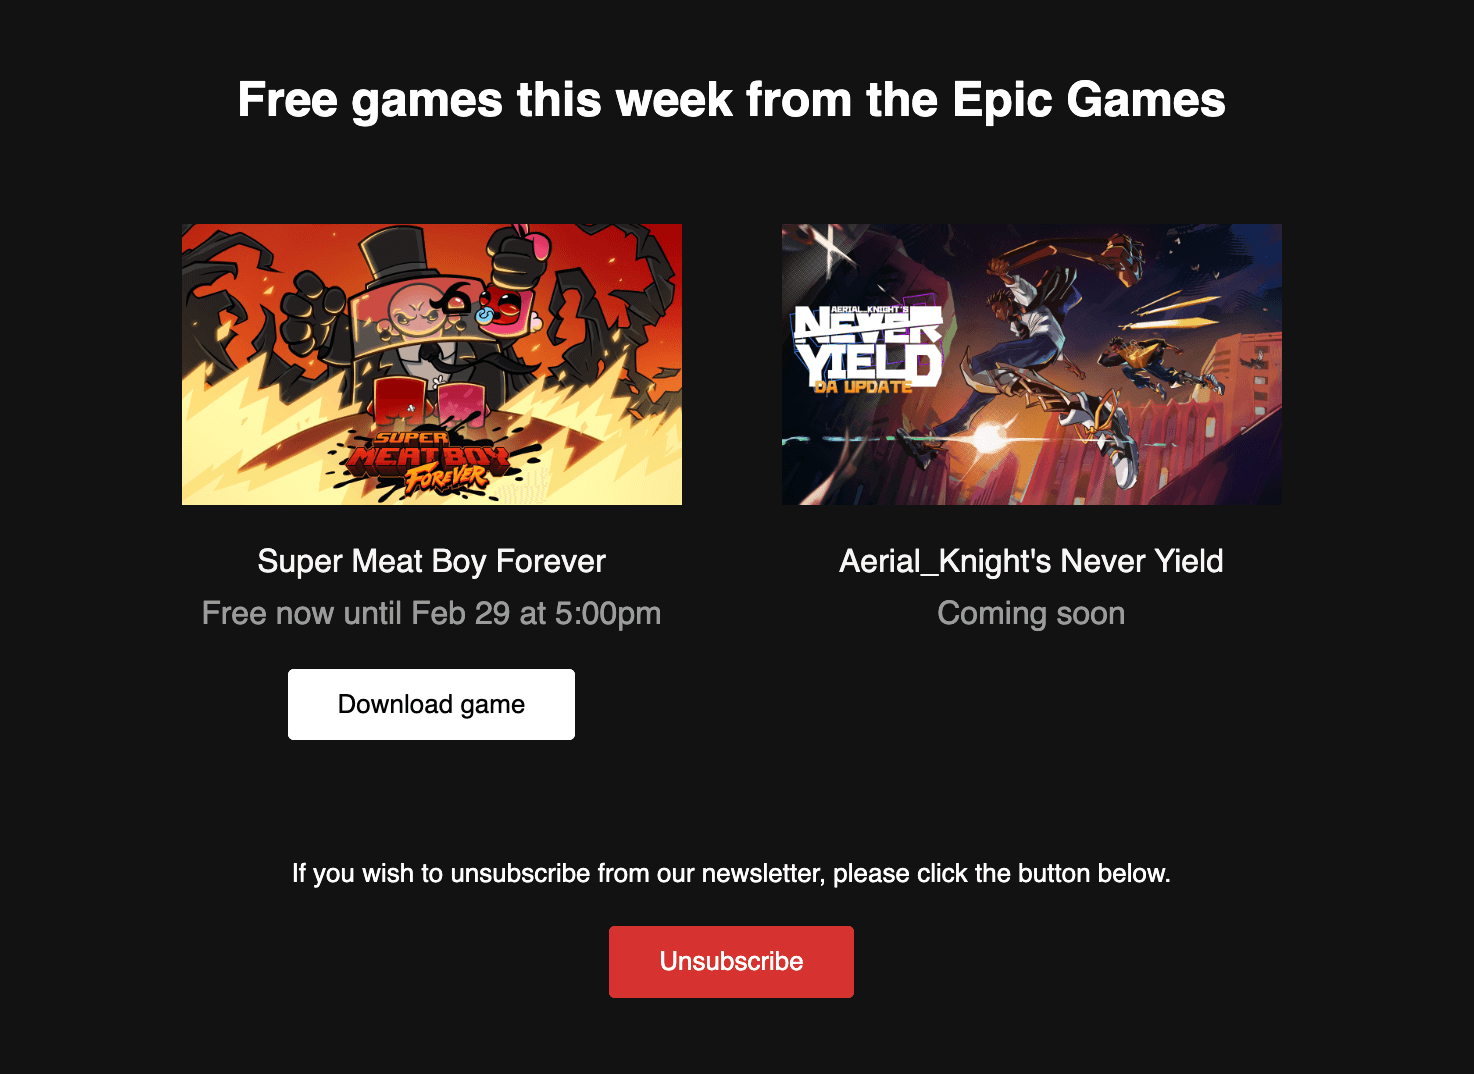 Free games this week from the Epic Games
SUPER
MEAT BOY
FOREVER
AERIAL_KNIGHT'S
NEVER
YIELD
DA UPDATE
Super Meat Boy Forever
Free now until Feb 29 at 5:00pm
Download game
Aerial_Knight's Never Yield
Coming soon
If you wish to unsubscribe from our newsletter, please click the button below.
Unsubscribe